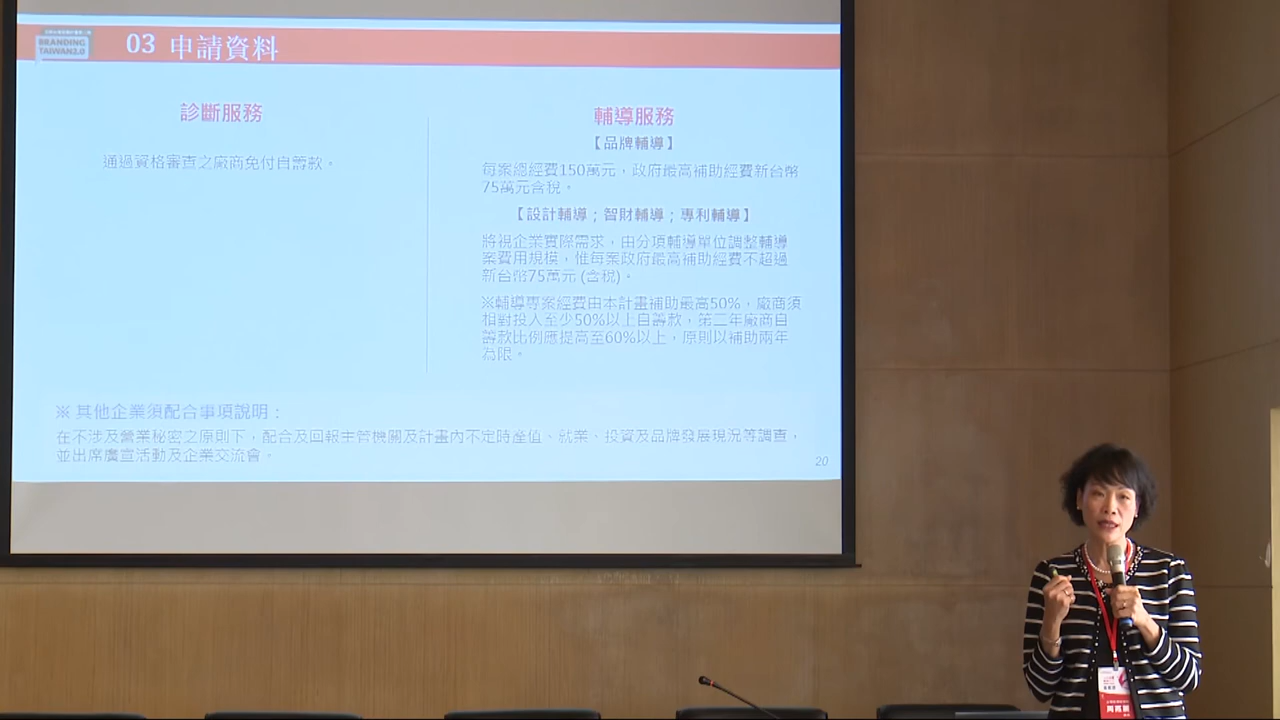 BRANDING
TAIWAN3.0
03 申請資料
診斷服務
通過資格審查之廠商免付自籌款。
輔導服務
【品牌輔導】
每案總經費150萬元，政府最高補助經費新台幣
75萬元含稅。
【設計輔導；智財輔導；專利輔導】
將視企業實際需求，由分項輔導單位調整輔導
案費用規模，惟每案政府最高補助經費不超過
新台幣75萬元 (含稅)。
※輔導專案經費由本計畫補助最高50%，廠商須
相對投入至少50%以上自籌款，第二年廠商自
籌款比例應提高至60%以上，原則以補助兩年
為限。
※ 其他企業須配合事項說明：
在不涉及營業秘密之原則下，配合及回報主管機關及計畫內不定時產值、就業、投資及品牌發展現況等調查，
並出席廣宣活動及企業交流會。
20